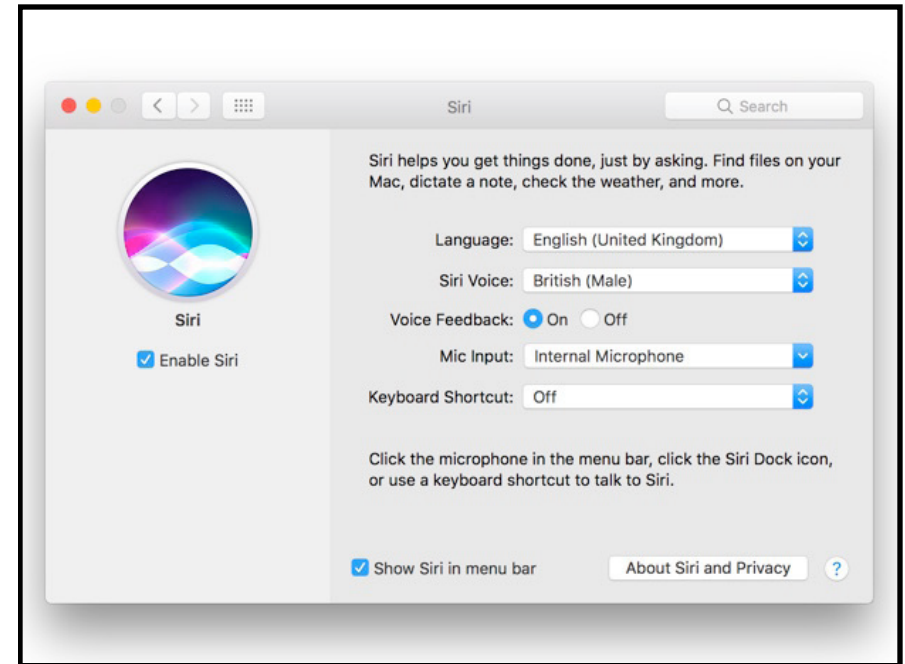 Siri
Search
Siri helps you get things done, just by asking. Find files on your
Mac, dictate a note, check the weather, and more.
Language: English (United Kingdom)
Siri Voice: British (Male)
Siri
Voice Feedback: On Off
Enable Siri
Mic Input: Internal Microphone
Keyboard Shortcut: Off
Click the microphone in the menu bar, click the Siri Dock icon,
or use a keyboard shortcut to talk to Siri.
Show Siri in menu bar
About Siri and Privacy
?